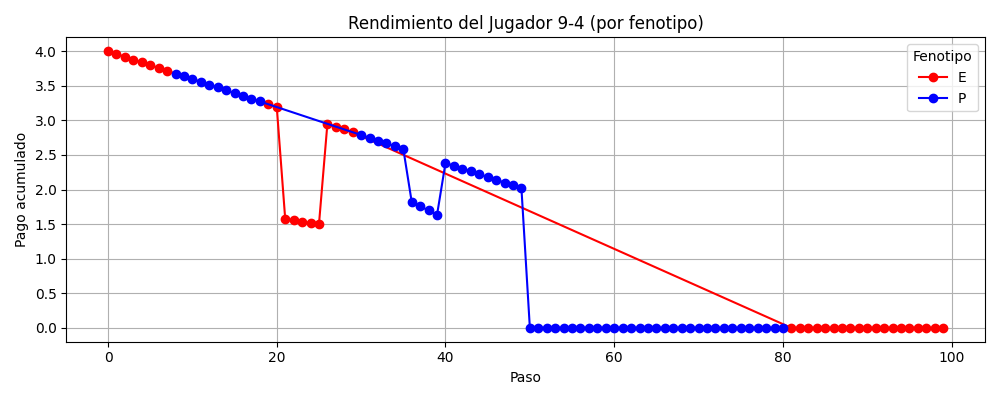 Rendimiento del Jugador 9-4 (por fenotipo)
Pago acumulado
4.0
3.5
3.0
2.5
2.0
1.5
1.0
0.5
0.0
Fenotipo
E
P
0 20 40 60 80 100
Paso